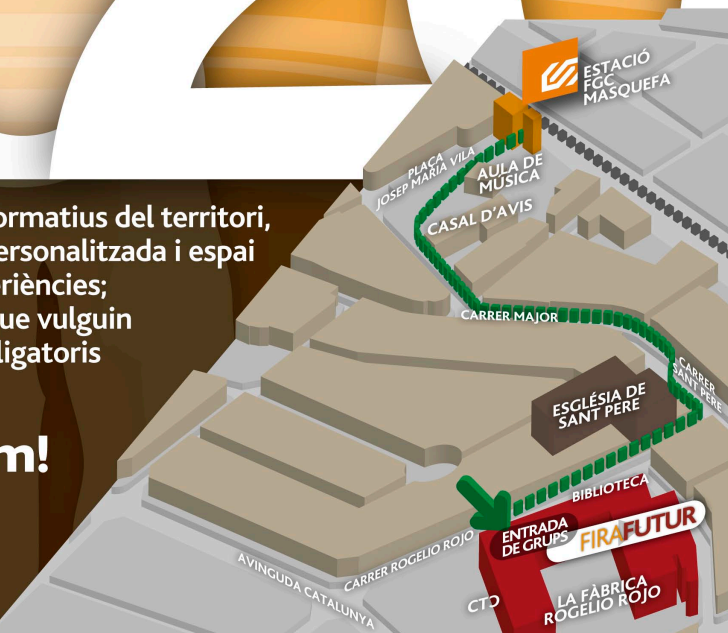 ormatius del territori,
ersonalitzada i espai
riències;
ue vulguin
ligatoris
m!
ESTACIÓ
FGC
MASQUEFA
PLAÇA
JOSEP MARIA VILA
AULA DE
MÚSICA
CASAL D'AVIS
CARRER MAJOR
CARRER
SANT PERE
ESGLÉSIA DE
SANT PERE
BIBLIOTECA
ENTRADA
DE GRUPS
FIRAFUTUR
CARRER ROGELIO ROJO
AVINGUDA CATALUNYA
CTO
LA FÀBRICA
ROGELIO ROJO